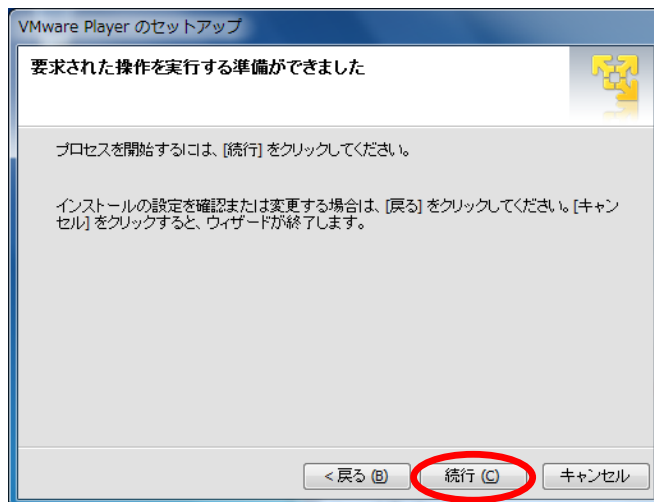 VMware Player のセットアップ
要求された操作を実行する準備ができました
プロセスを開始するには、[続行] をクリックしてください。
インストールの設定を確認または変更する場合は、[戻る] をクリックしてください。[キャン
セル] をクリックすると、ウィザードが終了します。
< 戻る (B) 続行 (C) キャンセル